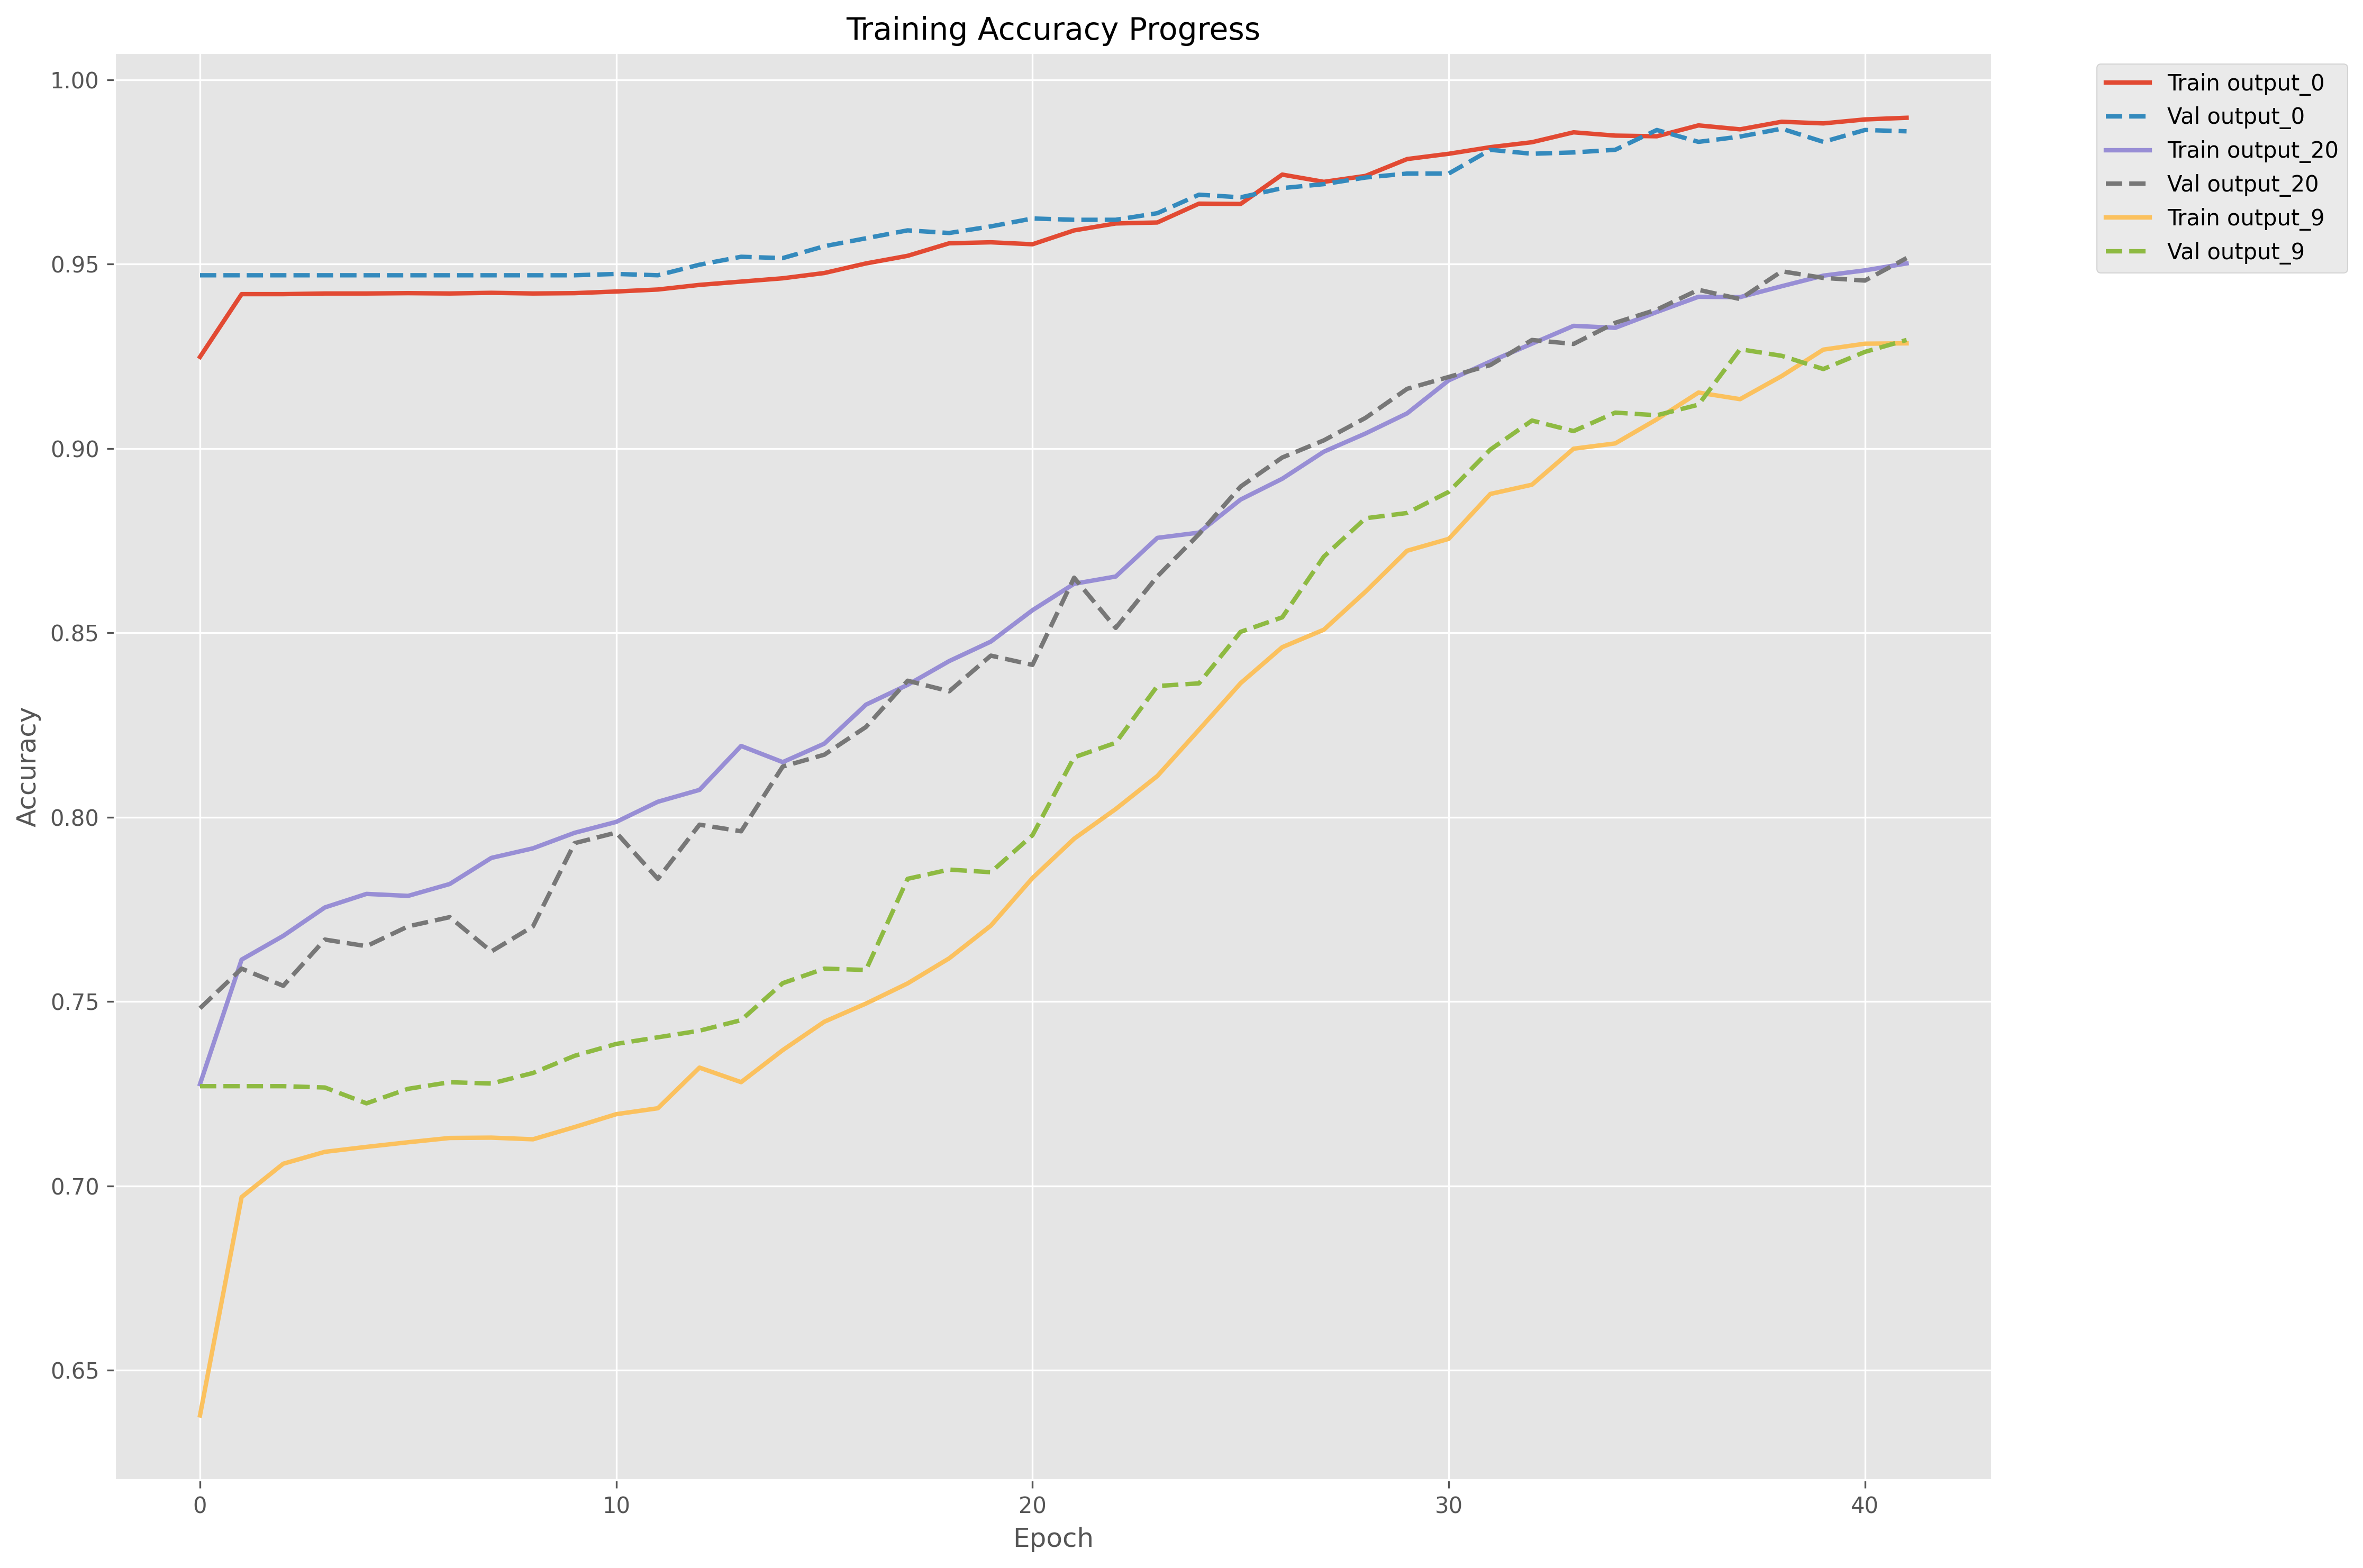 Training Accuracy Progress
1.00
0.95
0.90
0.85
0.80
0.75
0.70
0.65
Accuracy
0 10 20 30 40
Epoch
Train output_0
Val output_0
Train output_20
Val output_20
Train output_9
Val output_9